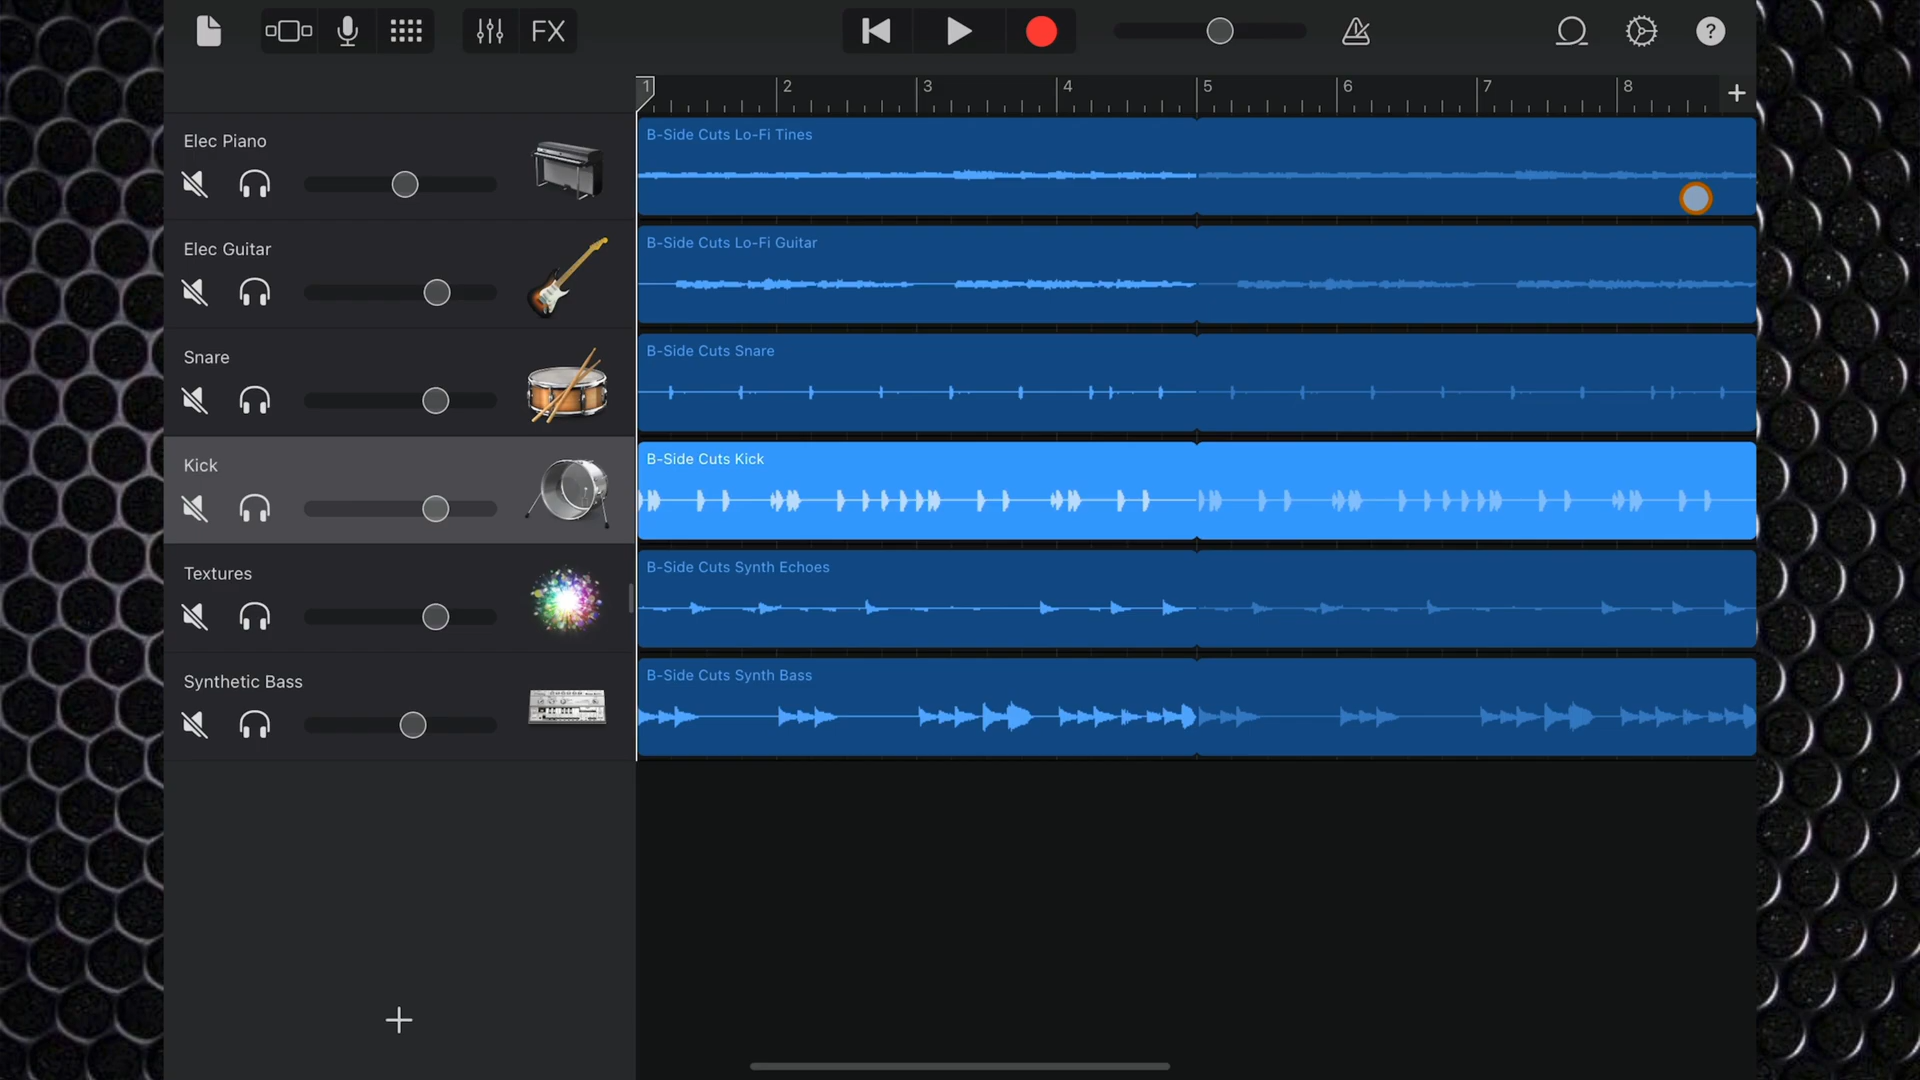 FX
?
1 2 3 4 5 6 7 8
Elec Piano
B-Side Cuts Lo-Fi Tines
Elec Guitar
B-Side Cuts Lo-Fi Guitar
Snare
B-Side Cuts Snare
Kick
B-Side Cuts Kick
Textures
B-Side Cuts Synth Echoes
Synthetic Bass
B-Side Cuts Synth Bass